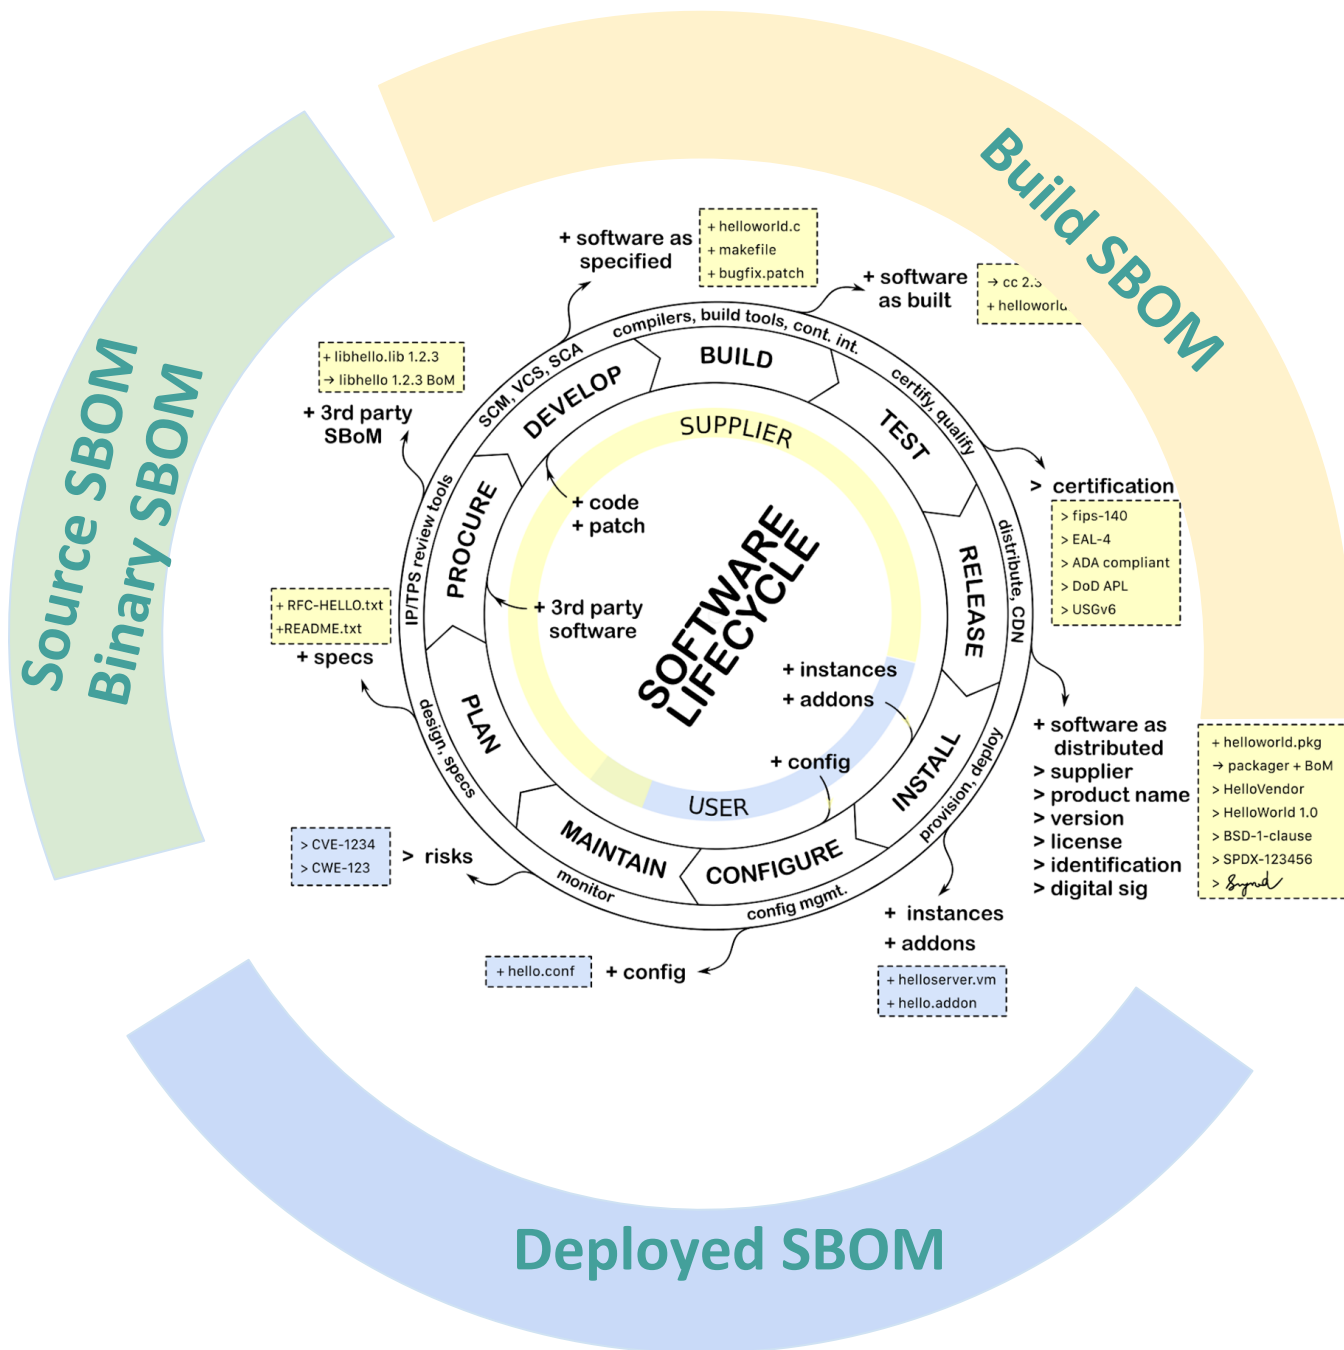 Build SBOM
Source SBOM
Binary SBOM
+ software as
specified
+ helloworld.c
+ makefile
+ bugfix.patch
+ software
as built
→ cc 2.3
+ helloworld
+ libhello.lib 1.2.3
→ libhello 1.2.3 BoM
+ 3rd party
SBoM
SCM, VCS, SCA
compilers, build tools, cont. int.
certify, qualify
distribute, CDN
provision, deploy
config mgmt.
monitor
design, specs
IP/TPS review tools
DEVELOP
BUILD
TEST
RELEASE
INSTALL
CONFIGURE
MAINTAIN
PLAN
PROCURE
SUPPLIER
USER
SOFTWARE
LIFECYCLE
+ code
+ patch
+ 3rd party
software
+ instances
+ addons
+ config
> certification
> fips-140
> EAL-4
> ADA compliant
> DoD APL
> USGv6
+ RFC-HELLO.txt
+README.txt
+ specs
+ software as
distributed
> supplier
> product name
> version
> license
> identification
> digital sig
+ helloworld.pkg
→ packager + BoM
> HelloVendor
> HelloWorld 1.0
> BSD-1-clause
> SPDX-123456
> Signed
> CVE-1234
> CWE-123
> risks
+ hello.conf
+ config
+ instances
+ addons
+ helloserver.vm
+ hello.addon
Deployed SBOM